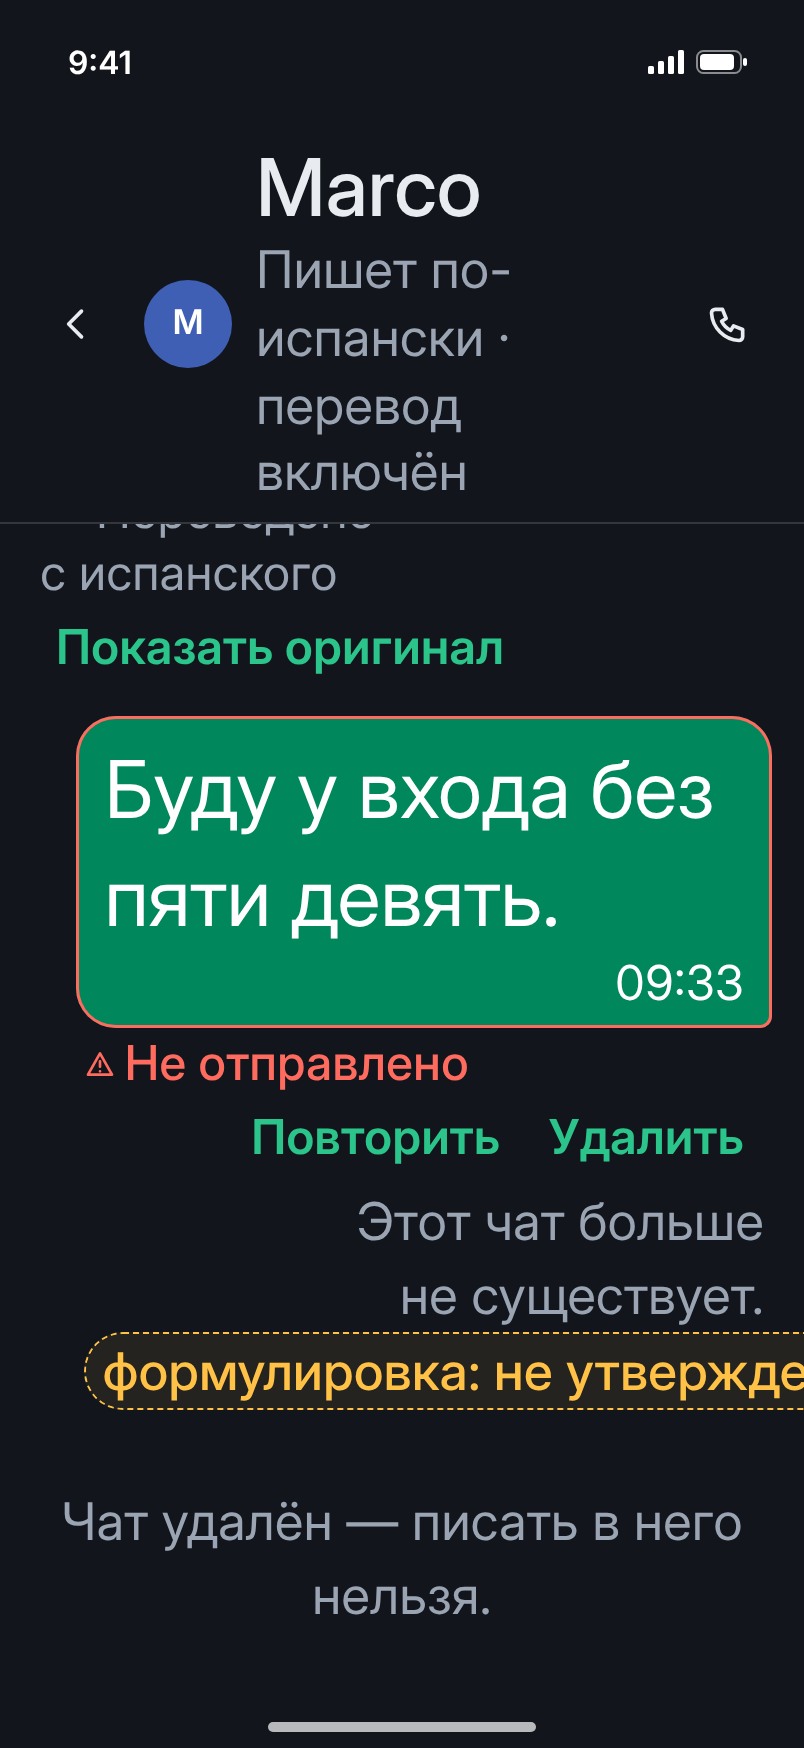 9:41
Marco
Пишет по-
испански ·
перевод
включён
M
с испанского
Показать оригинал
Буду у входа без
пяти девять.
09:33
Не отправлено
Повторить Удалить
Этот чат больше
не существует.
формулировка: не утвержде
Чат удалён — писать в него
нельзя.